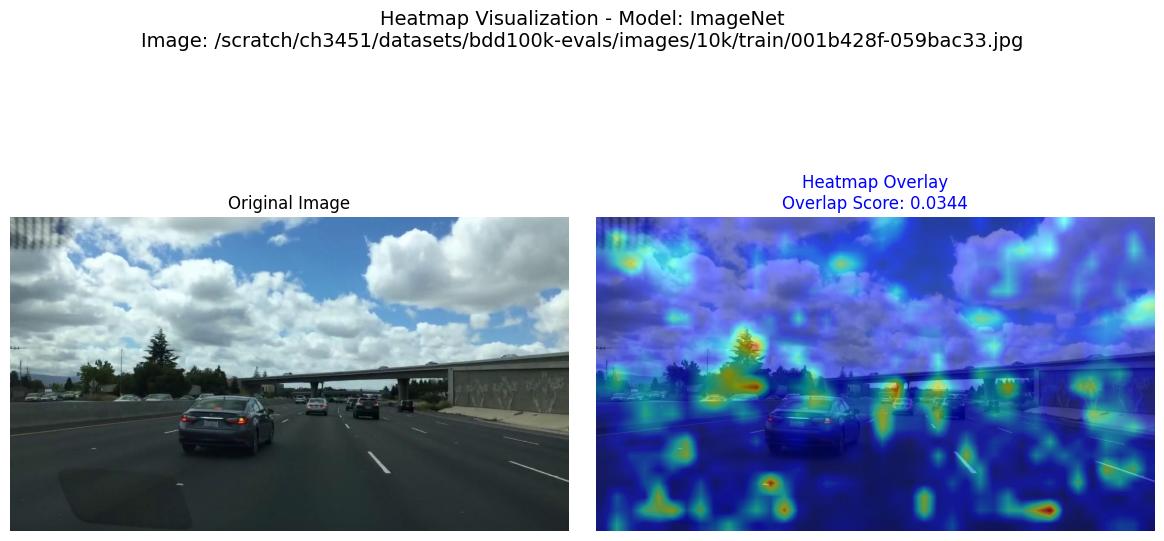 Heatmap Visualization - Model: ImageNet
Image: /scratch/ch3451/datasets/bdd100k-evals/images/10k/train/001b428f-059bac33.jpg
Original Image
Heatmap Overlay
Overlap Score: 0.0344